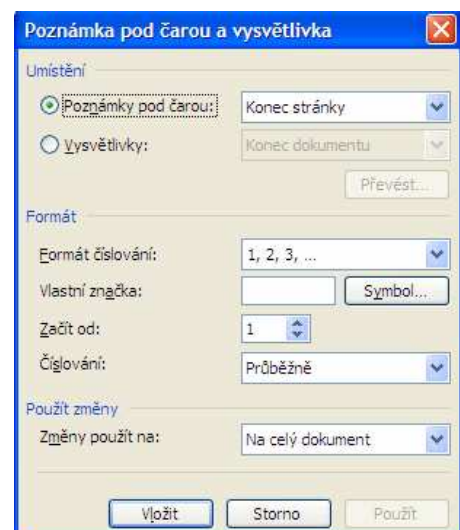 Poznámka pod čarou a vysvětlivka
Umístění
Poznámky pod čarou: Konec stránky
Vysvětlivky: Konec dokumentu
Převést...
Formát
Formát číslování: 1, 2, 3, ...
Vlastní značka: Symbol...
Začít od: 1
Číslování: Průběžně
Použít změny
Změny použít na: Na celý dokument
Vložit Storno Použít